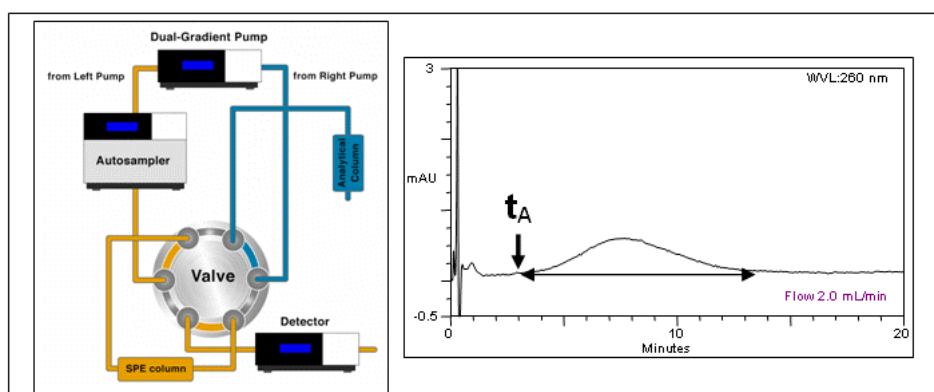 Dual-Gradient Pump
from Left Pump
from Right Pump
Autosampler
Analytical
Column
Valve
Detector
SPE column
3
WVL:260 nm
mAU
tA
Flow 2.0 mL/min
-0.5
0
10
20
Minutes